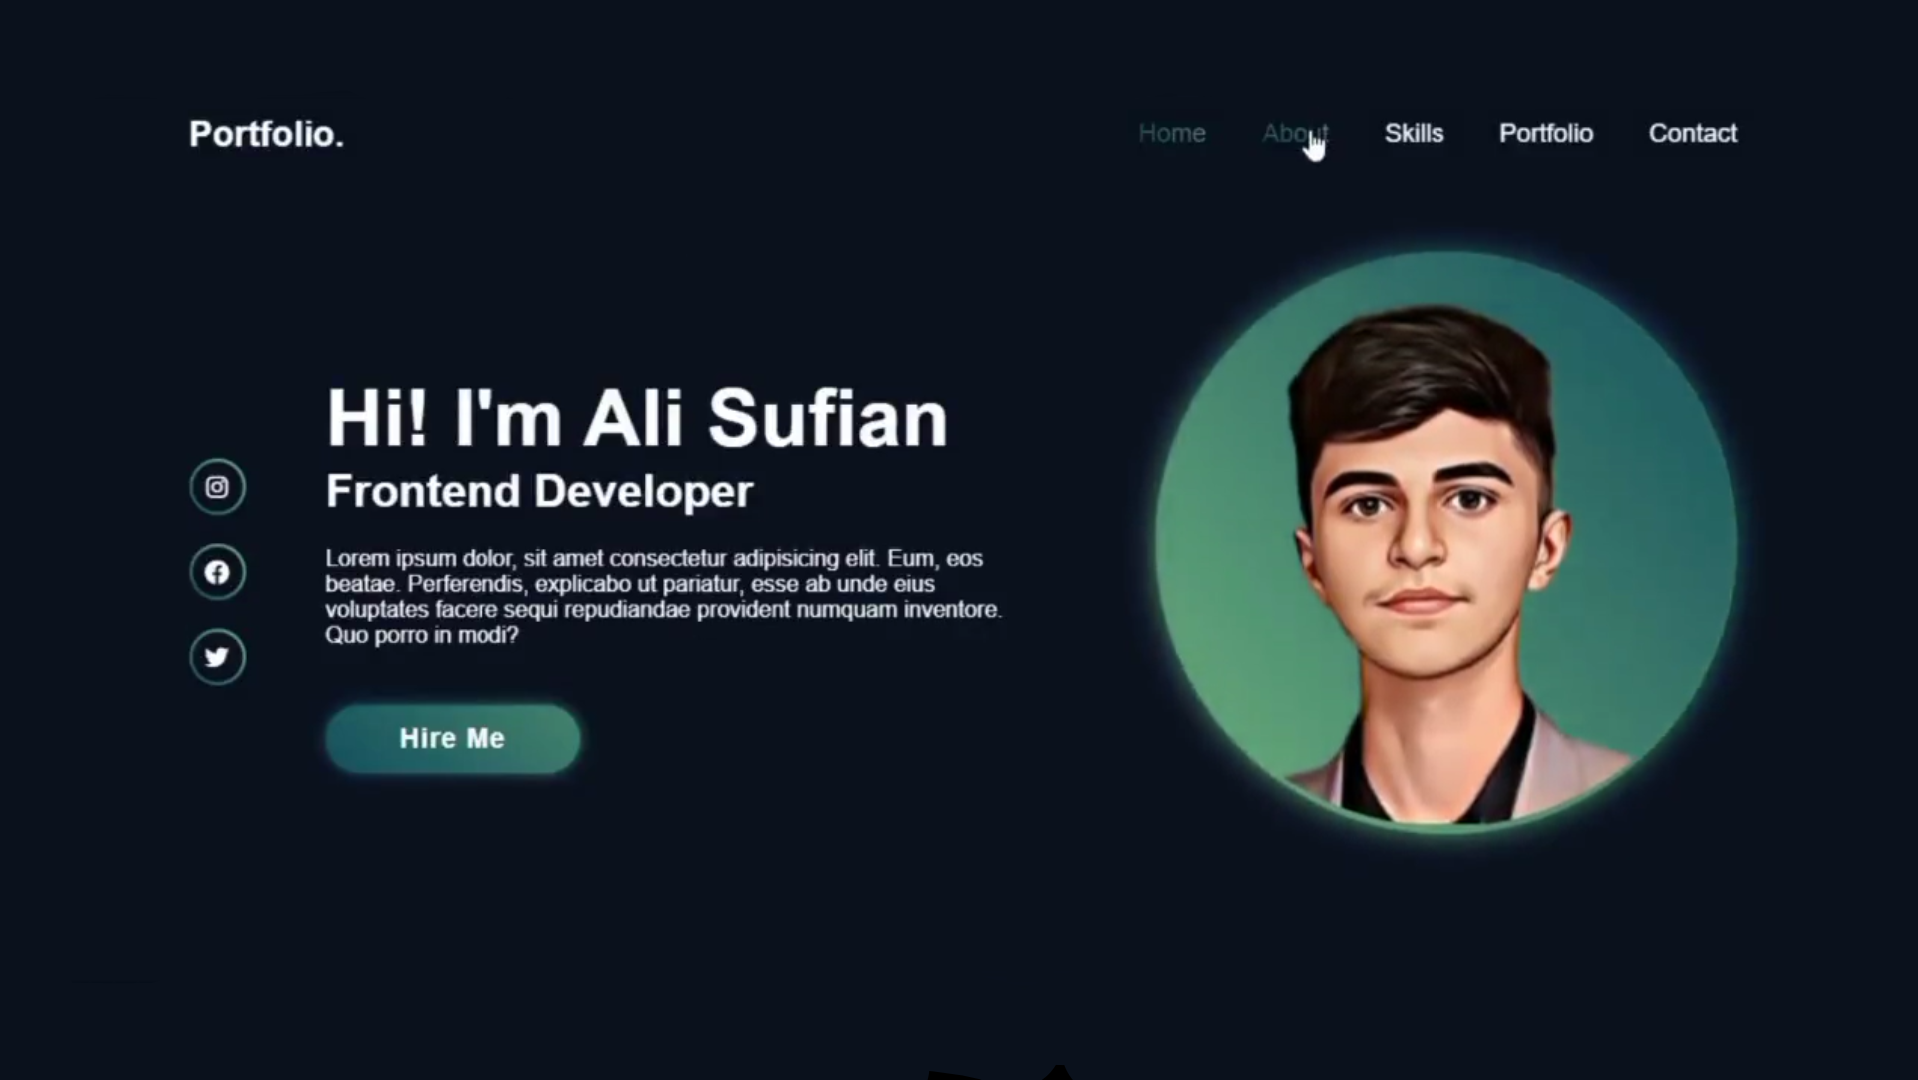 Portfolio.
Home About Skills Portfolio Contact
Hi! I'm Ali Sufian
Frontend Developer
Lorem ipsum dolor, sit amet consectetur adipisicing elit. Eum, eos
beatae. Perferendis, explicabo ut pariatur, esse ab unde eius
voluptates facere sequi repudiandae provident numquam inventore.
Quo porro in modi?
Hire Me